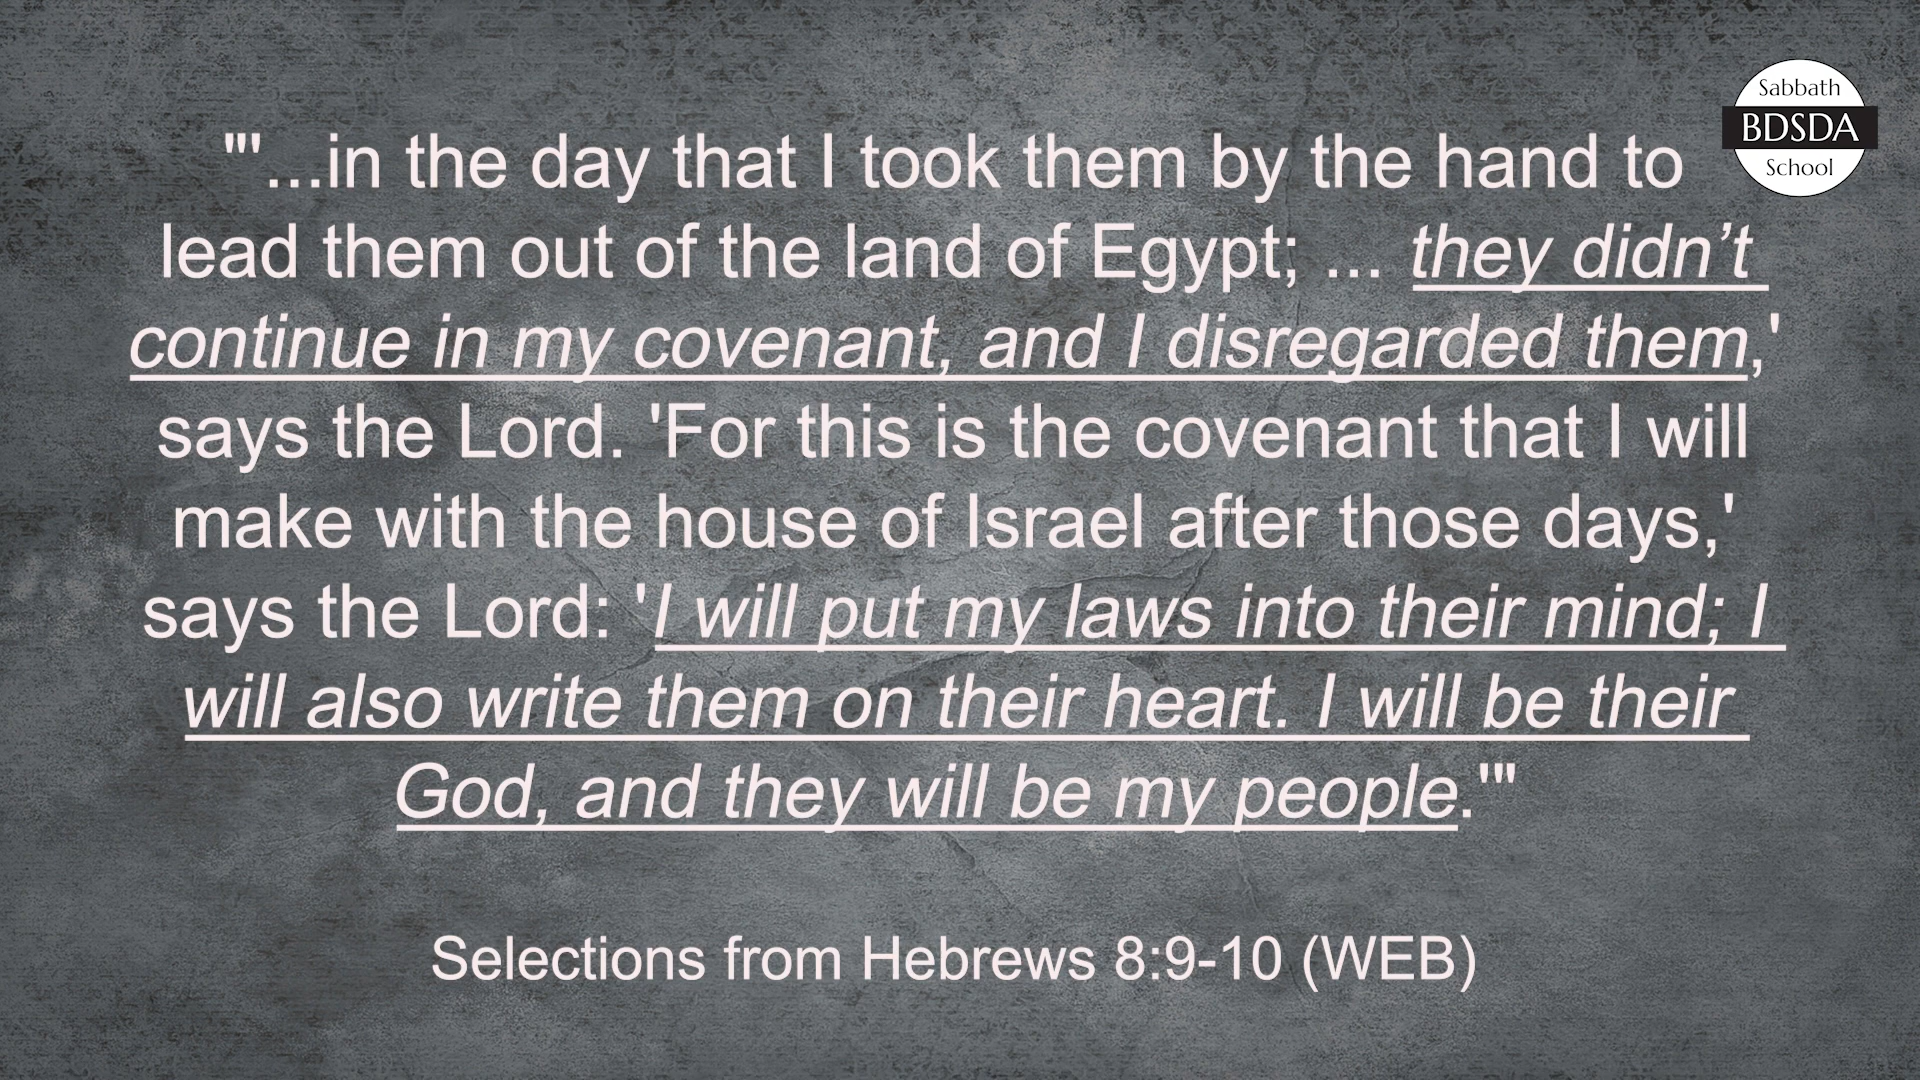 "'...in the day that I took them by the hand to
lead them out of the land of Egypt; ... they didn’t
continue in my covenant, and I disregarded them,'
says the Lord. 'For this is the covenant that I will
make with the house of Israel after those days,'
says the Lord: 'I will put my laws into their mind; I
will also write them on their heart. I will be their
God, and they will be my people.'"
Selections from Hebrews 8:9-10 (WEB)
Sabbath
BDSDA
School